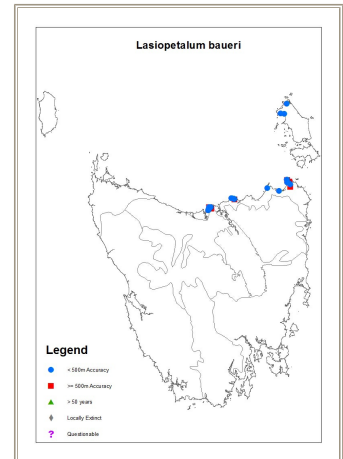 Lasiopetalum baueri
Legend
< 500m Accuracy
>= 500m Accuracy
> 50 years
Locally Extinct
? Questionable